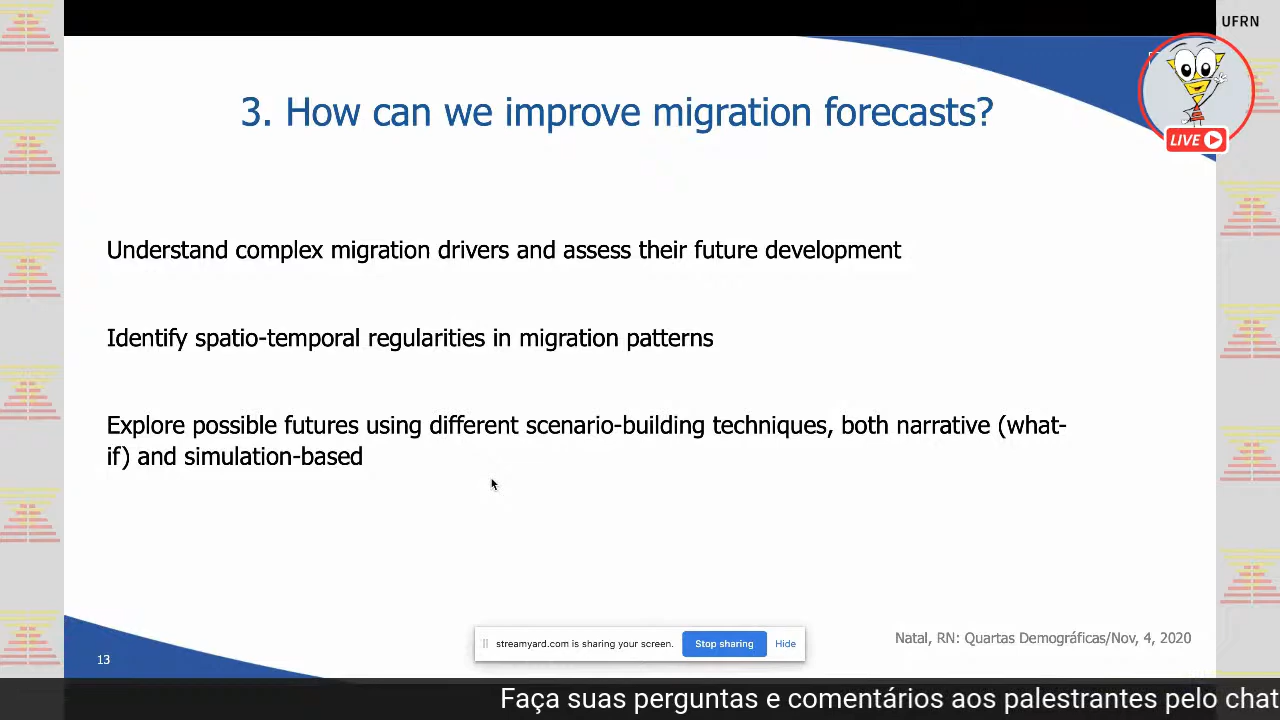 UFRN
3. How can we improve migration forecasts?
LIVE
Understand complex migration drivers and assess their future development
Identify spatio-temporal regularities in migration patterns
Explore possible futures using different scenario-building techniques, both narrative (what-
if) and simulation-based
Natal, RN: Quartas Demográficas/Nov, 4, 2020
streamyard.com is sharing your screen. Stop sharing Hide
13
Faça suas perguntas e comentários aos palestrantes pelo chat